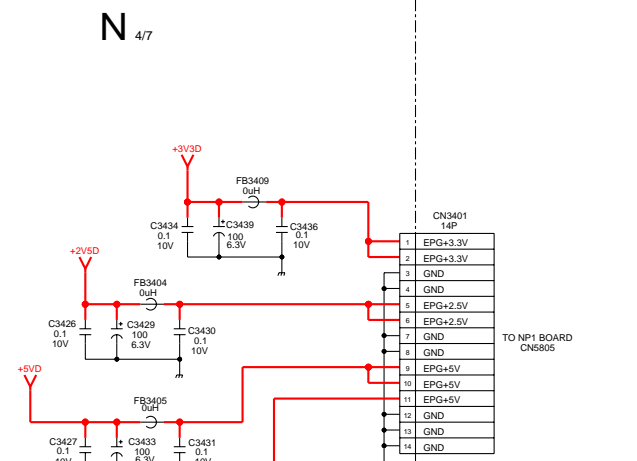 N 4/7
+3V3D
FB3409
0uH
C3434
0.1
10V
C3439
100
6.3V
C3436
0.1
10V
CN3401
14P
1 EPG+3.3V
2 EPG+3.3V
3 GND
4 GND
5 EPG+2.5V
6 EPG+2.5V
7 GND
8 GND
9 EPG+5V
10 EPG+5V
11 EPG+5V
12 GND
13 GND
14 GND
TO NP1 BOARD
CN5805
+2V5D
FB3404
0uH
C3426
0.1
10V
C3429
100
6.3V
C3430
0.1
10V
+5VD
FB3405
0uH
C3427
0.1
10V
C3433
100
6.3V
C3431
0.1
10V